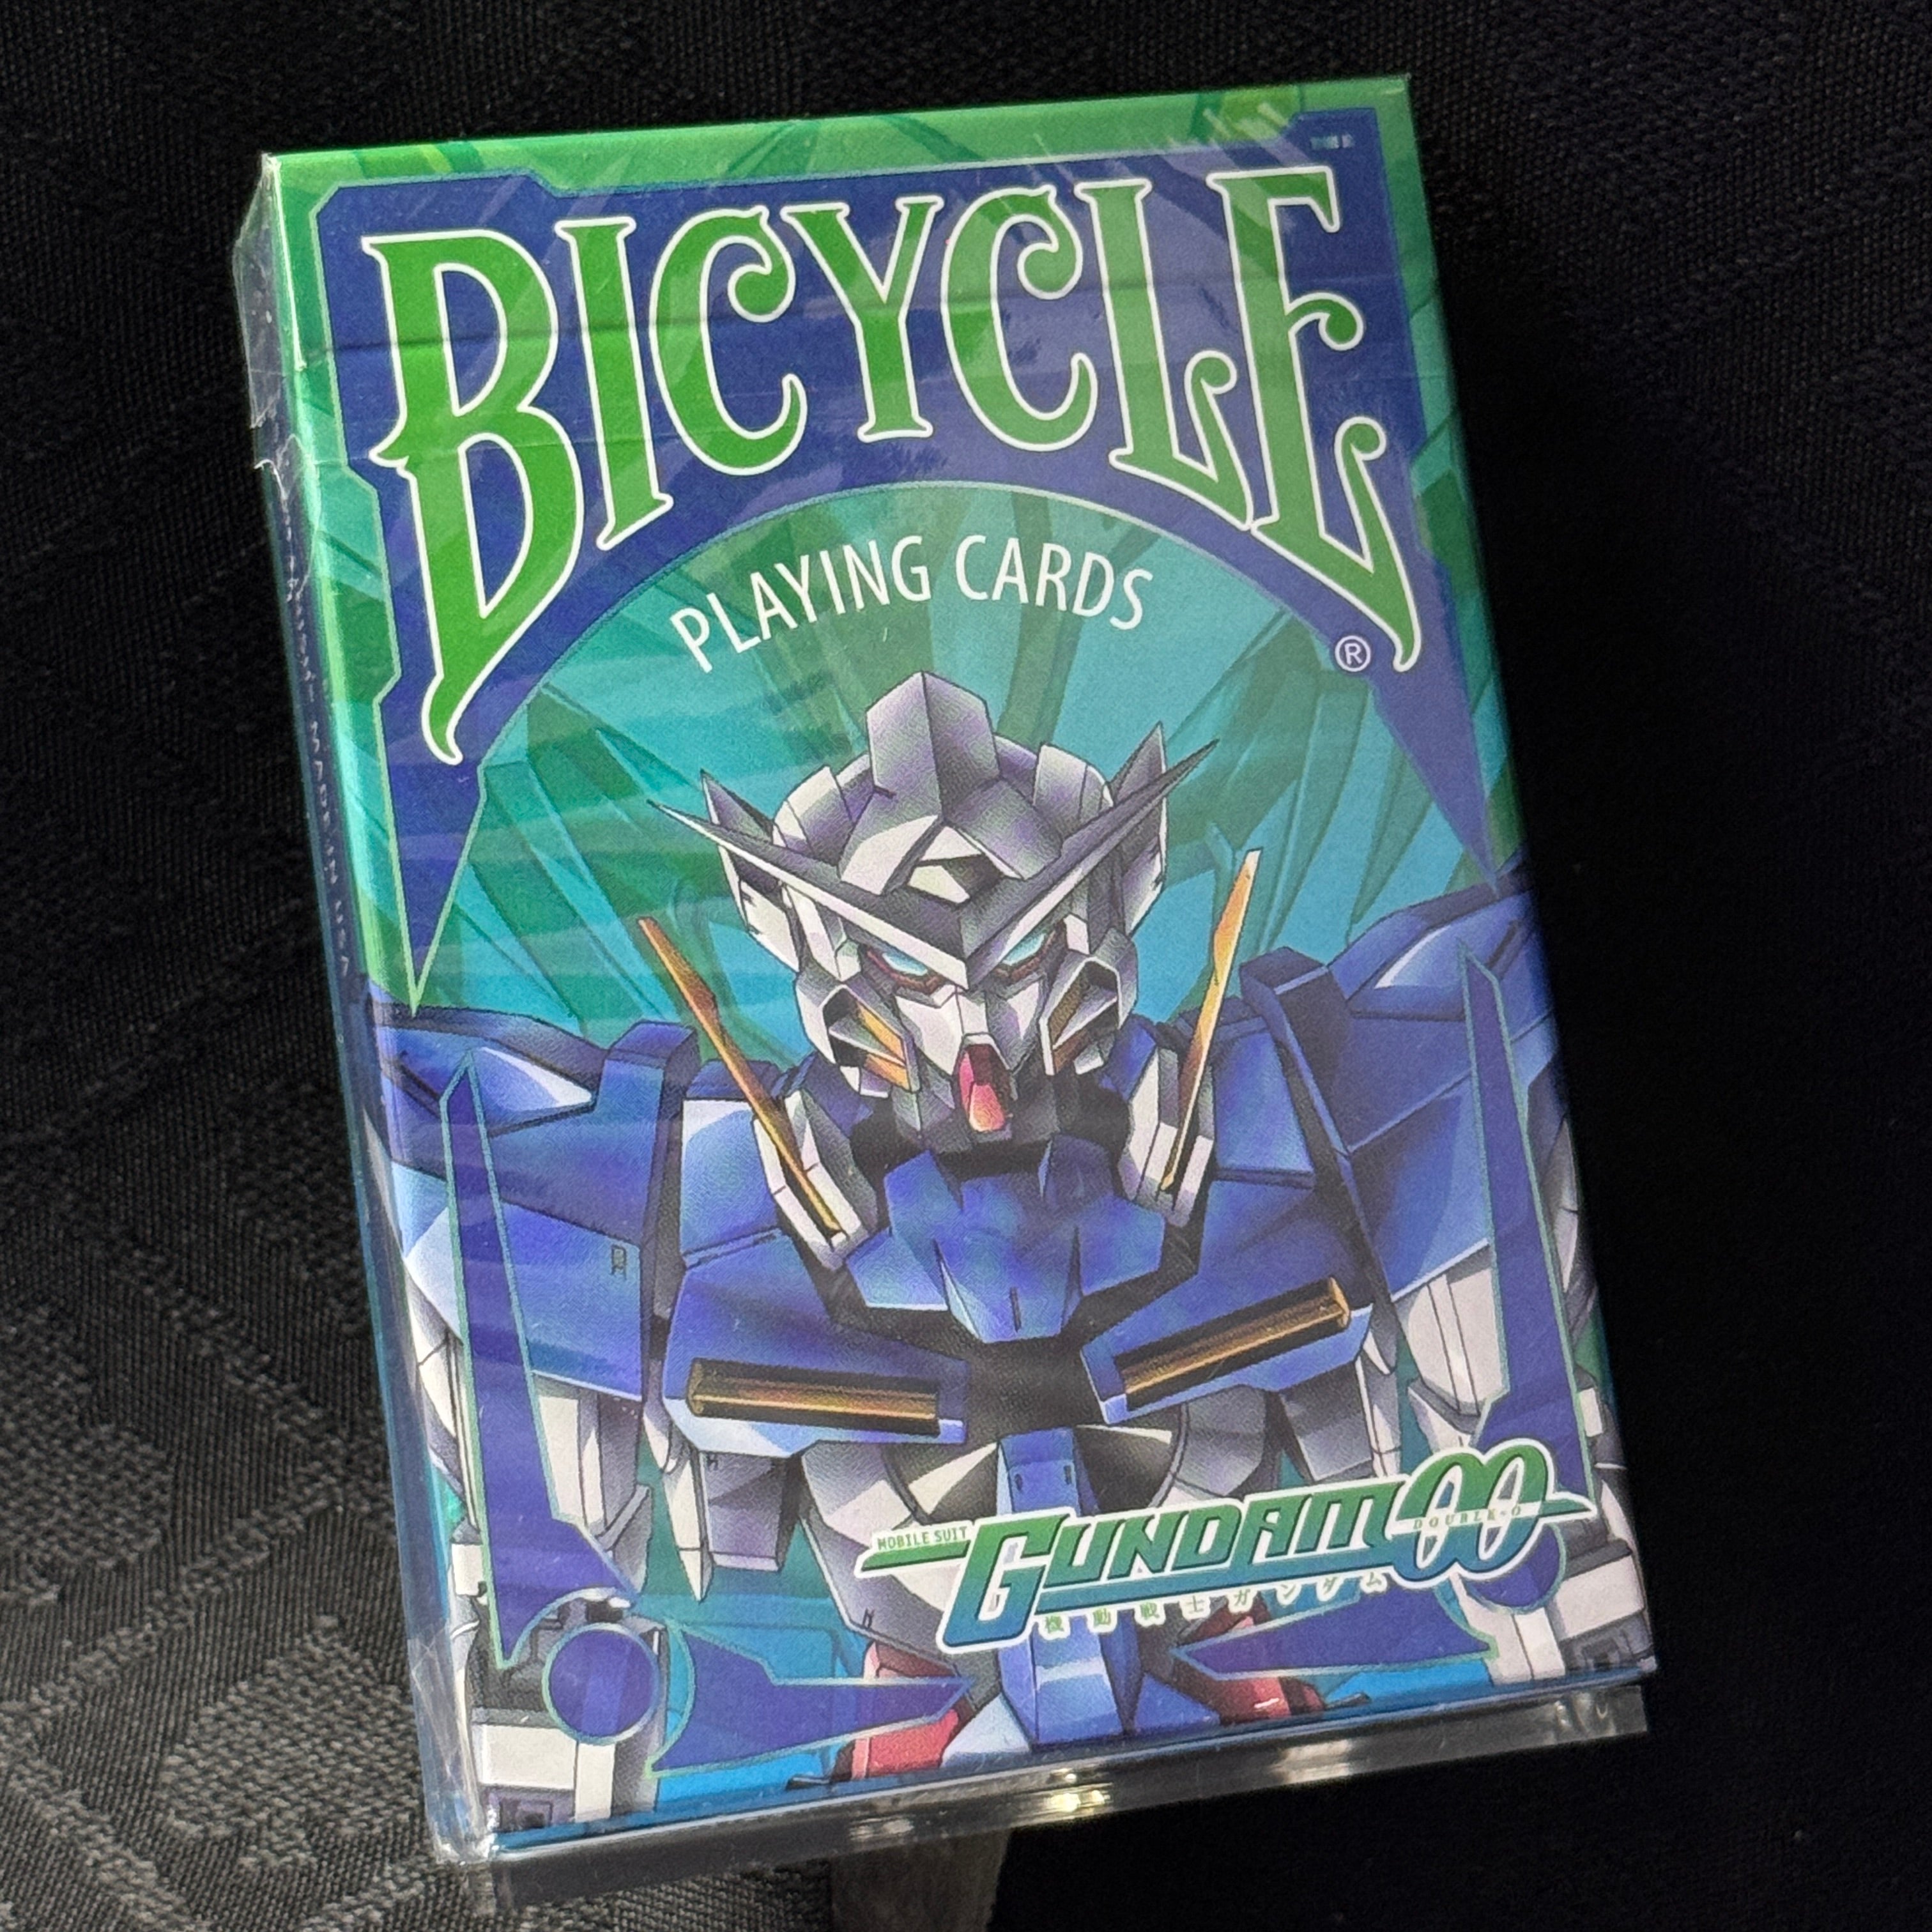 BICYCLE
®
PLAYING CARDS
MOBILE SUIT
GUNDAM 00
DOUBLE-O
機動戦士ガンダム